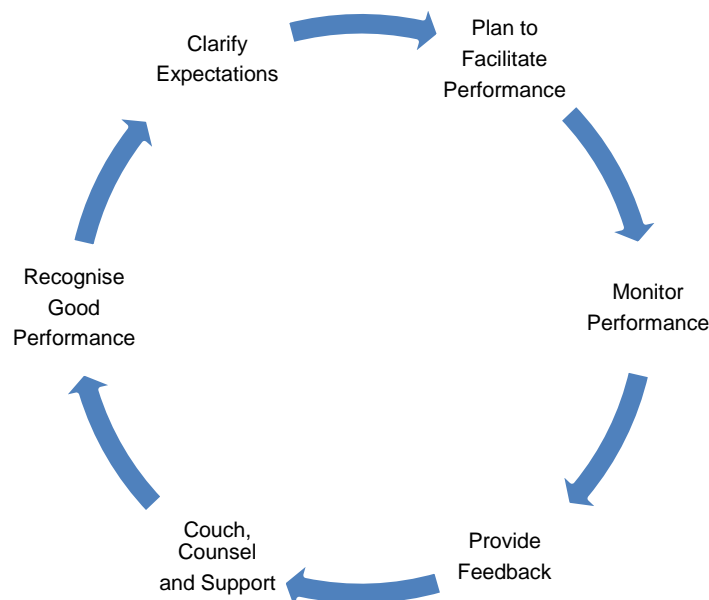 Clarify
Expectations
Plan to
Facilitate
Performance
Monitor
Performance
Provide
Feedback
Couch,
Counsel
and Support
Recognise
Good
Performance